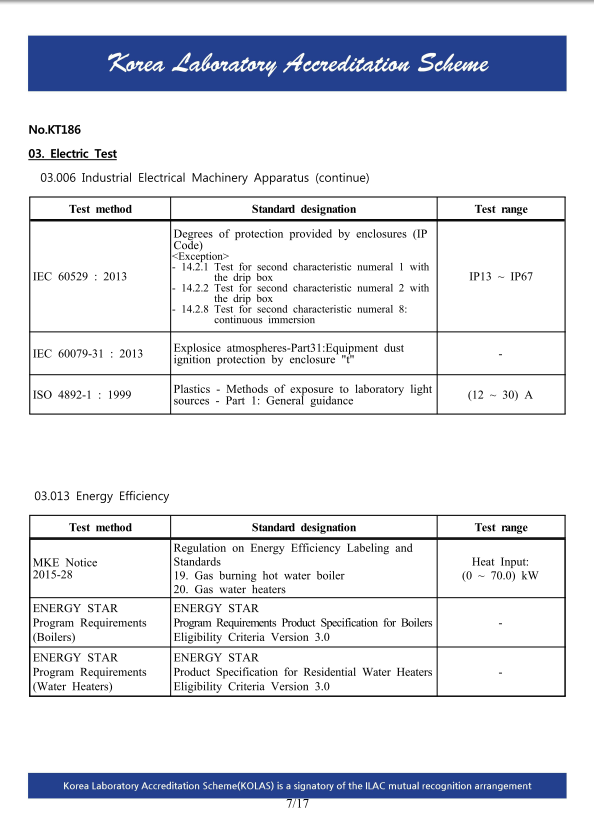 Korea Laboratory Accreditation Scheme
No.KT186
03. Electric Test
03.006 Industrial Electrical Machinery Apparatus (continue)
Test method Standard designation Test range
IEC 60529 : 2013
Degrees of protection provided by enclosures (IP
Code)
<Exception>
- 14.2.1 Test for second characteristic numeral 1 with
the drip box
- 14.2.2 Test for second characteristic numeral 2 with
the drip box
- 14.2.8 Test for second characteristic numeral 8:
continuous immersion
IP13 ~ IP67
IEC 60079-31 : 2013
Explosice atmospheres-Part31:Equipment dust
ignition protection by enclosure "t"
-
ISO 4892-1 : 1999
Plastics - Methods of exposure to laboratory light
sources - Part 1: General guidance
(12 ~ 30) A
03.013 Energy Efficiency
Test method Standard designation Test range
MKE Notice
2015-28
Regulation on Energy Efficiency Labeling and
Standards
19. Gas burning hot water boiler
20. Gas water heaters
Heat Input:
(0 ~ 70.0) kW
ENERGY STAR
Program Requirements
(Boilers)
ENERGY STAR
Program Requirements Product Specification for Boilers
Eligibility Criteria Version 3.0
-
ENERGY STAR
Program Requirements
(Water Heaters)
ENERGY STAR
Product Specification for Residential Water Heaters
Eligibility Criteria Version 3.0
-
Korea Laboratory Accreditation Scheme(KOLAS) is a signatory of the ILAC mutual recognition arrangement
7/17